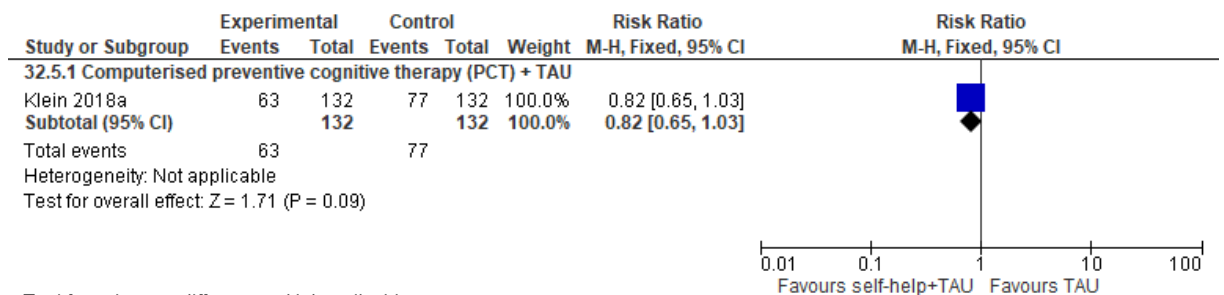 Experimental Control Risk Ratio Risk Ratio
Study or Subgroup Events Total Events Total Weight M-H, Fixed, 95% CI M-H, Fixed, 95% CI
32.5.1 Computerised preventive cognitive therapy (PCT) + TAU
Klein 2018a 63 132 77 132 100.0% 0.82 [0.65, 1.03]
Subtotal (95% CI) 132 132 100.0% 0.82 [0.65, 1.03]
Total events 63 77
Heterogeneity: Not applicable
Test for overall effect: Z = 1.71 (P = 0.09)
0.01 0.1 1 10 100
Favours self-help+TAU Favours TAU